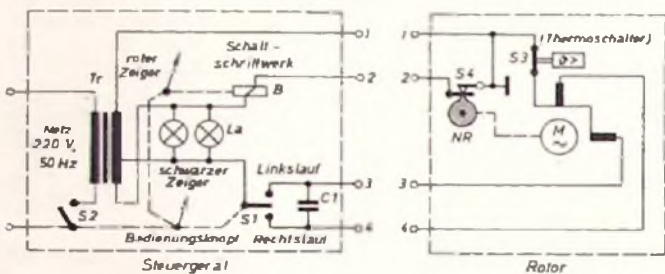 roter
Zeiger
Schalt-
schrittwerk
1
2
B
Tr
La
Netz
220 V,
50 Hz
schwarzer
Zeiger
Linkslauf
3
C1
S1
4
S2
Bedienungsknopf
Rechtslauf
Steuergerät
1
(Thermoschalter)
S3
ϑ>
2
S4
NR
M
~
3
4
Rotor